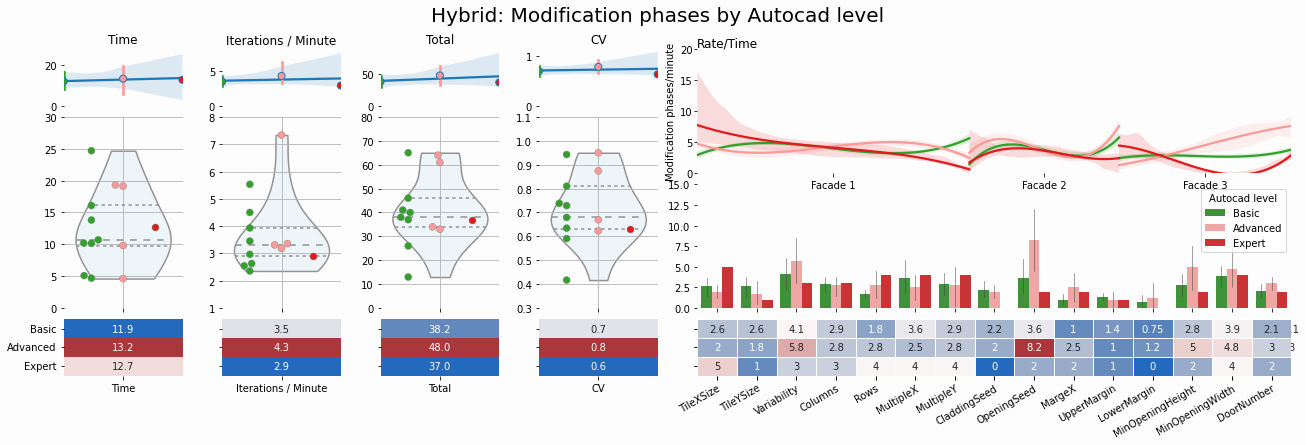 Hybrid: Modification phases by Autocad level
Time
Iterations / Minute
Total
CV
Rate/Time
20
0
5
0
50
0
1
0
Modification phases/minute
20
15
10
5
0
Facade 1
Facade 2
Facade 3
30
25
20
15
10
5
0
8
7
6
5
4
3
2
1
80
70
60
50
40
30
20
10
0
1.1
1.0
0.9
0.8
0.7
0.6
0.5
0.4
0.3
15.0
12.5
10.0
7.5
5.0
2.5
0.0
Autocad level
Basic
Advanced
Expert
Basic 11.9 3.5 38.2 0.7
Advanced 13.2 4.3 48.0 0.8
Expert 12.7 2.9 37.0 0.6
Time
Iterations / Minute
Total
CV
2.6 2.6 4.1 2.9 1.8 3.6 2.9 2.2 3.6 1 1.4 0.75 2.8 3.9 2.1
2 1.8 5.8 2.8 2.8 2.5 2.8 2 8.2 2.5 1 1.2 5 4.8 3
5 1 3 3 4 4 4 0 2 2 1 0 2 4 2
TileXSize
TileYSize
Variability
Columns
Rows
MultipleX
MultipleY
CladdingSeed
OpeningSeed
MargeX
UpperMargin
LowerMargin
MinOpeningHeight
MinOpeningWidth
DoorNumber